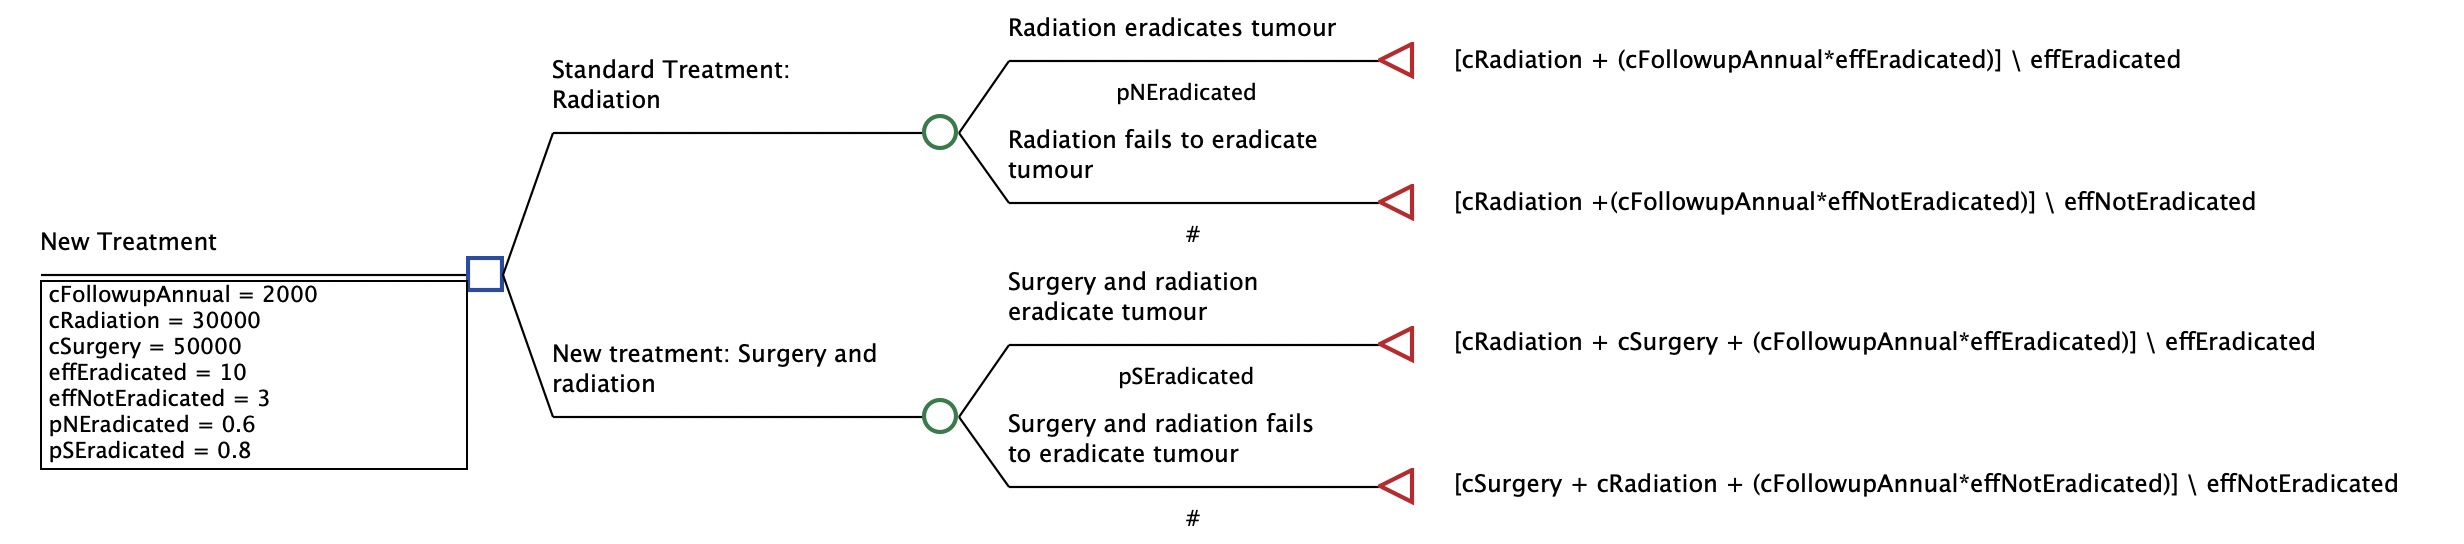 Radiation eradicates tumour
[cRadiation + (cFollowupAnnual*effEradicated)] \ effEradicated
Standard Treatment:
Radiation
pNEradicated
Radiation fails to eradicate
tumour
[cRadiation +(cFollowupAnnual*effNotEradicated)] \ effNotEradicated
#
New Treatment
cFollowupAnnual = 2000
cRadiation = 30000
cSurgery = 50000
effEradicated = 10
effNotEradicated = 3
pNEradicated = 0.6
pSEradicated = 0.8
Surgery and radiation
eradicate tumour
[cRadiation + cSurgery + (cFollowupAnnual*effEradicated)] \ effEradicated
New treatment: Surgery and
radiation
pSEradicated
Surgery and radiation fails
to eradicate tumour
[cSurgery + cRadiation + (cFollowupAnnual*effNotEradicated)] \ effNotEradicated
#